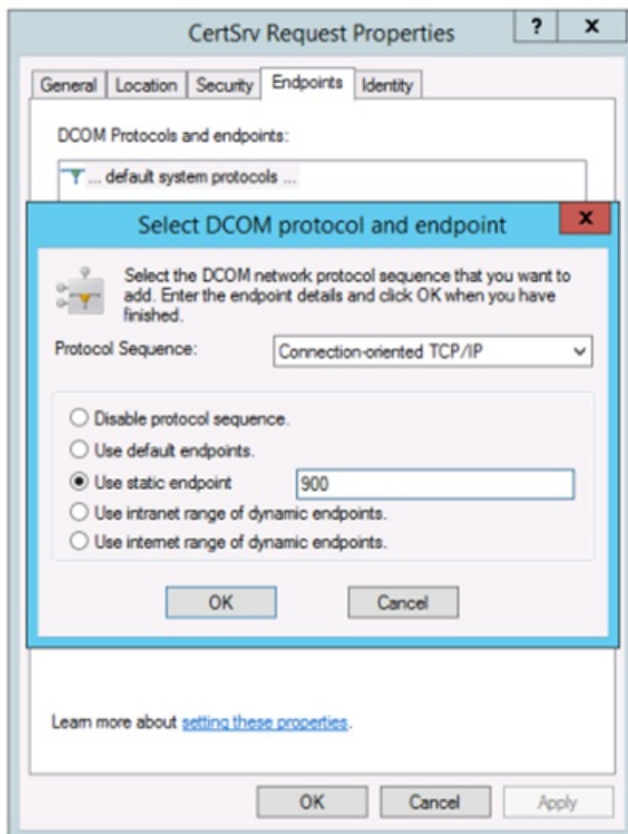 CertSrv Request Properties
?
x
General Location Security Endpoints Identity
DCOM Protocols and endpoints:
... default system protocols ...
Select DCOM protocol and endpoint
x
Select the DCOM network protocol sequence that you want to
add. Enter the endpoint details and click OK when you have
finished.
Protocol Sequence: Connection-oriented TCP/IP
Disable protocol sequence.
Use default endpoints.
Use static endpoint 900
Use intranet range of dynamic endpoints.
Use internet range of dynamic endpoints.
OK Cancel
Learn more about setting these properties.
OK Cancel Apply